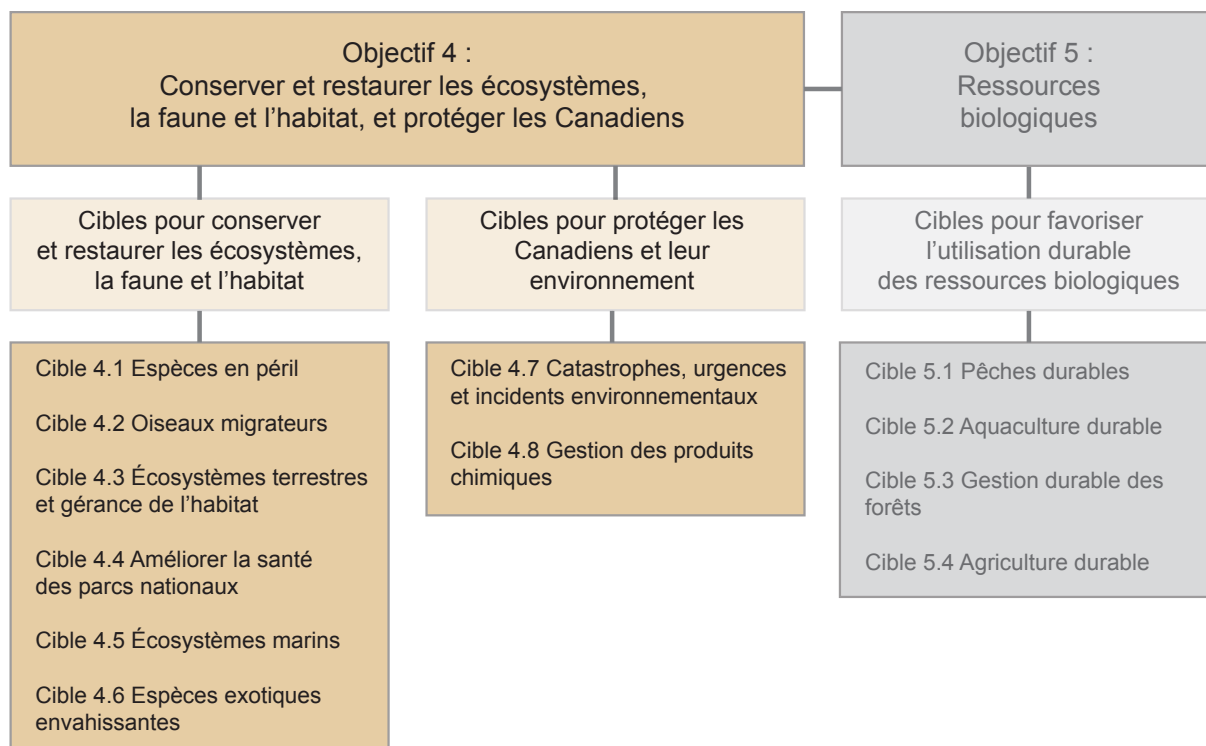 Objectif 4 :
Conserver et restaurer les écosystèmes,
la faune et l’habitat, et protéger les Canadiens
Objectif 5 :
Ressources
biologiques
Cibles pour conserver
et restaurer les écosystèmes,
la faune et l’habitat
Cibles pour protéger les
Canadiens et leur
environnement
Cibles pour favoriser
l’utilisation durable
des ressources biologiques
Cible 4.1 Espèces en péril
Cible 4.2 Oiseaux migrateurs
Cible 4.3 Écosystèmes terrestres
et gérance de l’habitat
Cible 4.4 Améliorer la santé
des parcs nationaux
Cible 4.5 Écosystèmes marins
Cible 4.6 Espèces exotiques
envahissantes
Cible 4.7 Catastrophes, urgences
et incidents environnementaux
Cible 4.8 Gestion des produits
chimiques
Cible 5.1 Pêches durables
Cible 5.2 Aquaculture durable
Cible 5.3 Gestion durable des
forêts
Cible 5.4 Agriculture durable